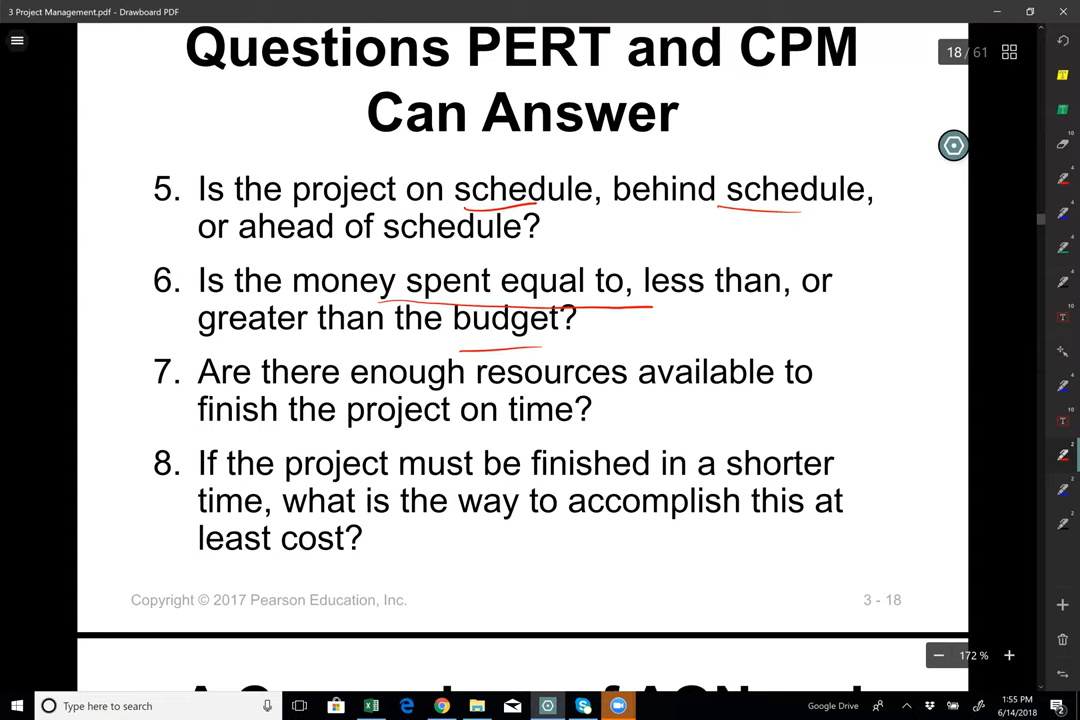 3 Project Management.pdf - Drawboard PDF
Questions PERT and CPM
Can Answer
18 / 61
5. Is the project on schedule, behind schedule,
or ahead of schedule?
6. Is the money spent equal to, less than, or
greater than the budget?
7. Are there enough resources available to
finish the project on time?
8. If the project must be finished in a shorter
time, what is the way to accomplish this at
least cost?
Copyright © 2017 Pearson Education, Inc.
3 - 18
172 %
Type here to search
Google Drive
1:55 PM
6/14/2018